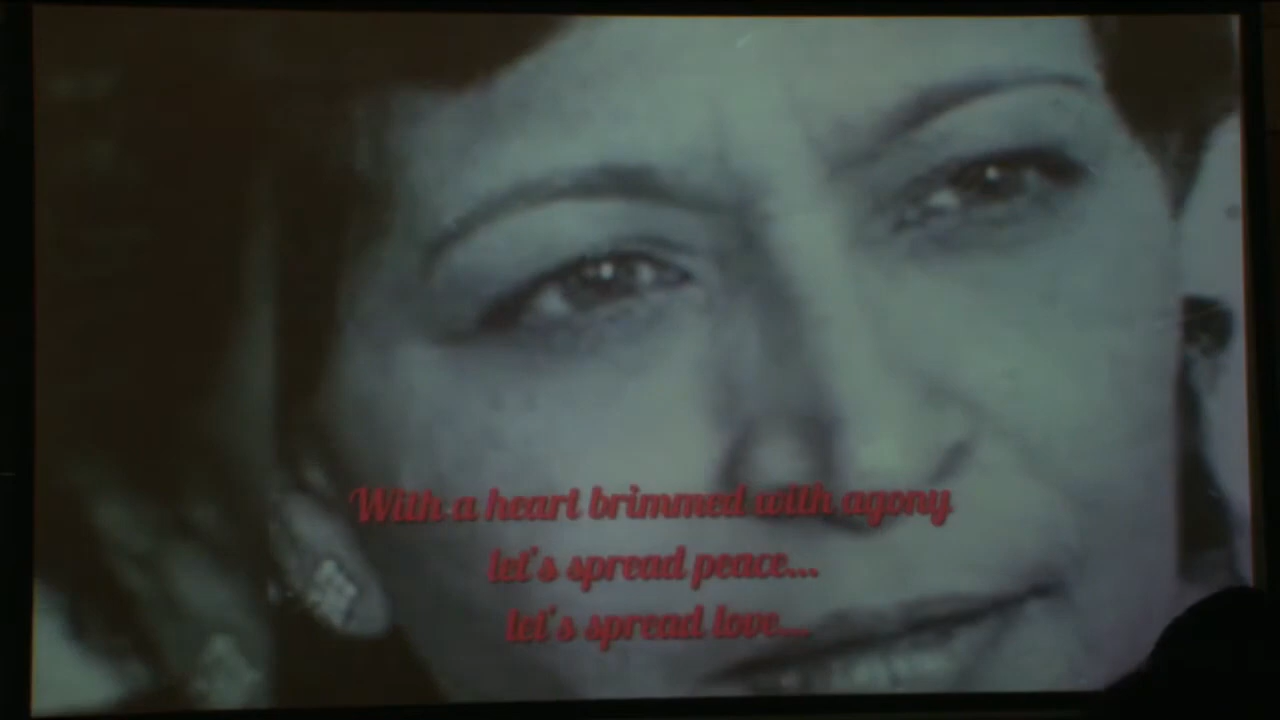 With a heart brimmed with agony
let's spread peace...
let's spread love...